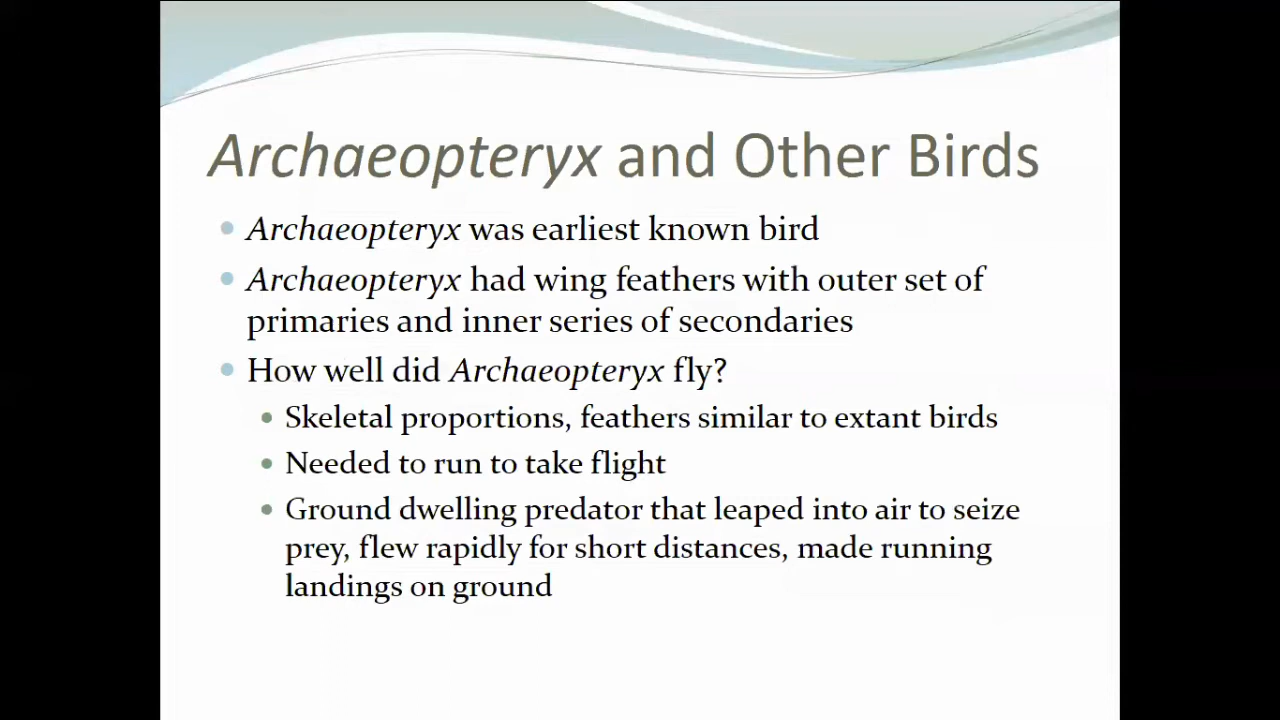 Archaeopteryx and Other Birds
Archaeopteryx was earliest known bird
Archaeopteryx had wing feathers with outer set of
primaries and inner series of secondaries
How well did Archaeopteryx fly?
Skeletal proportions, feathers similar to extant birds
Needed to run to take flight
Ground dwelling predator that leaped into air to seize
prey, flew rapidly for short distances, made running
landings on ground